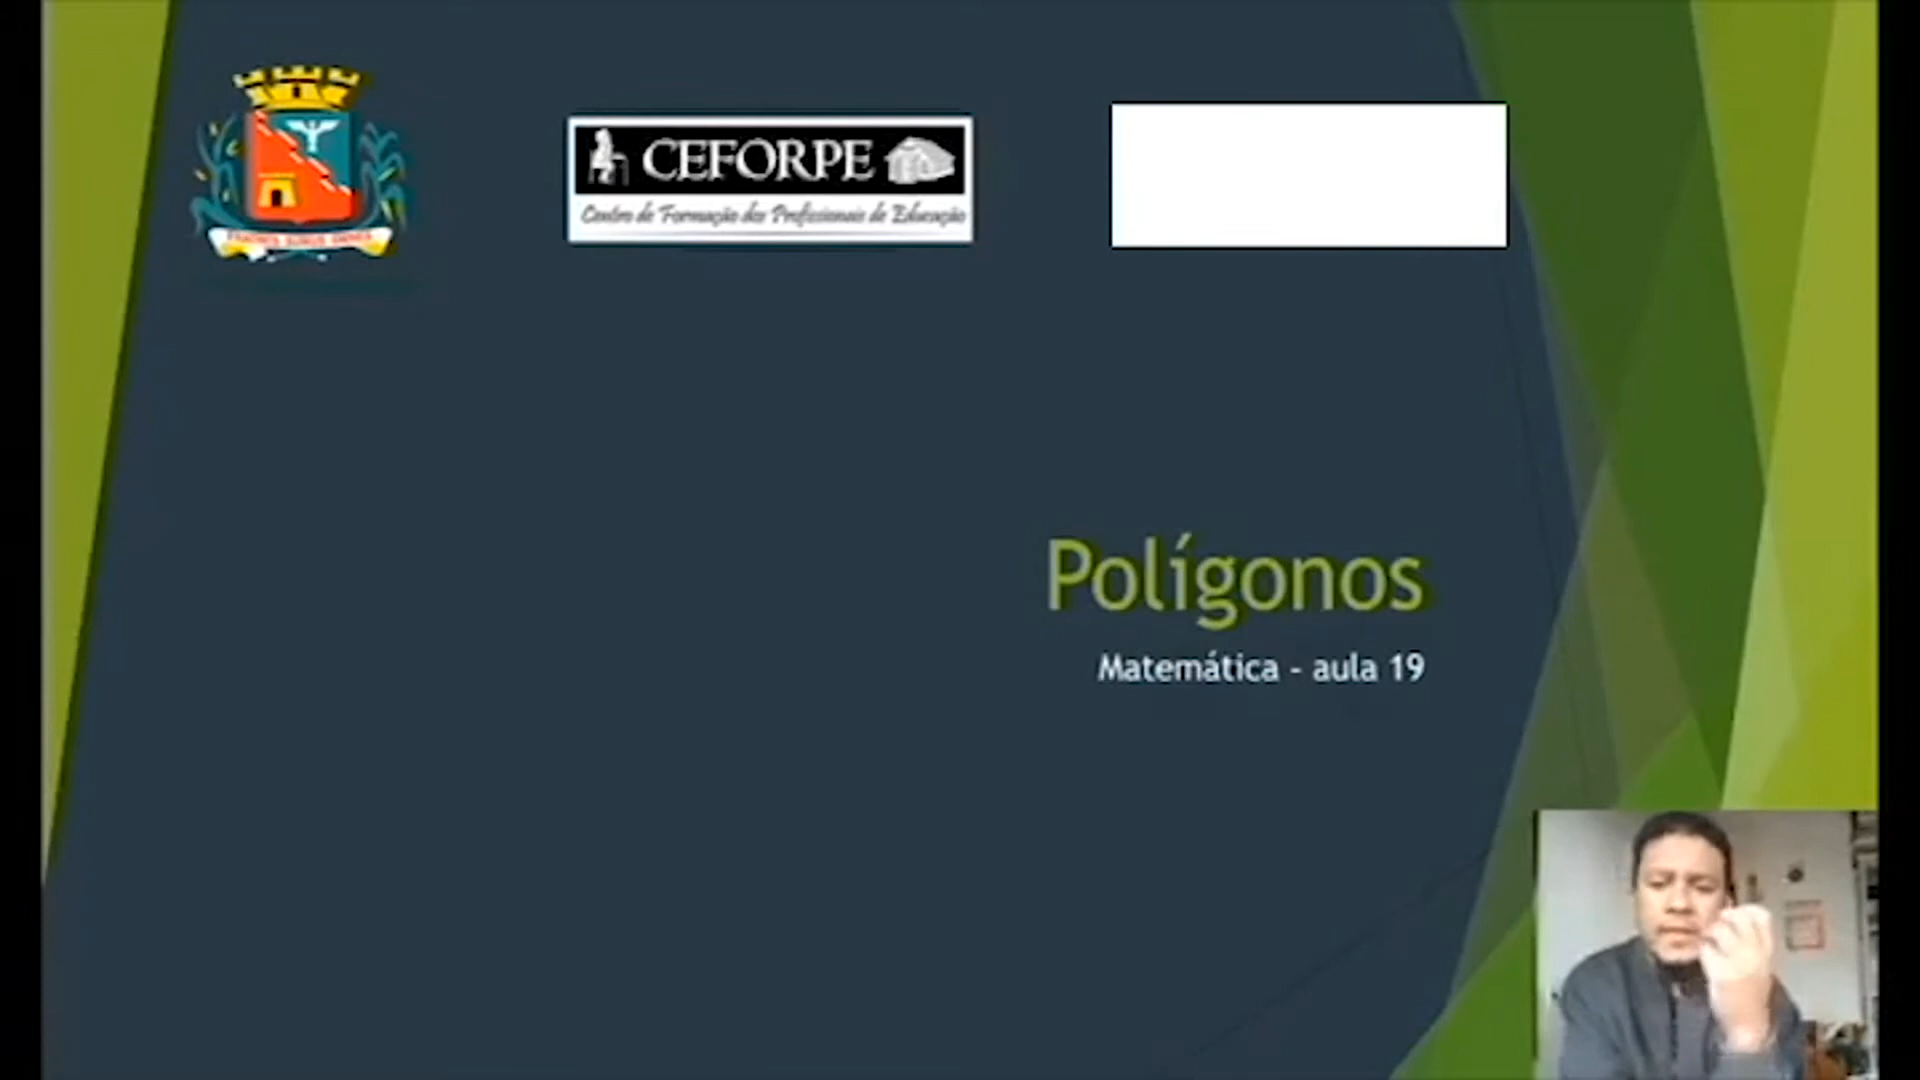 CEFORPE
Centro de Formação dos Profissionais de Educação
Polígonos
Matemática - aula 19